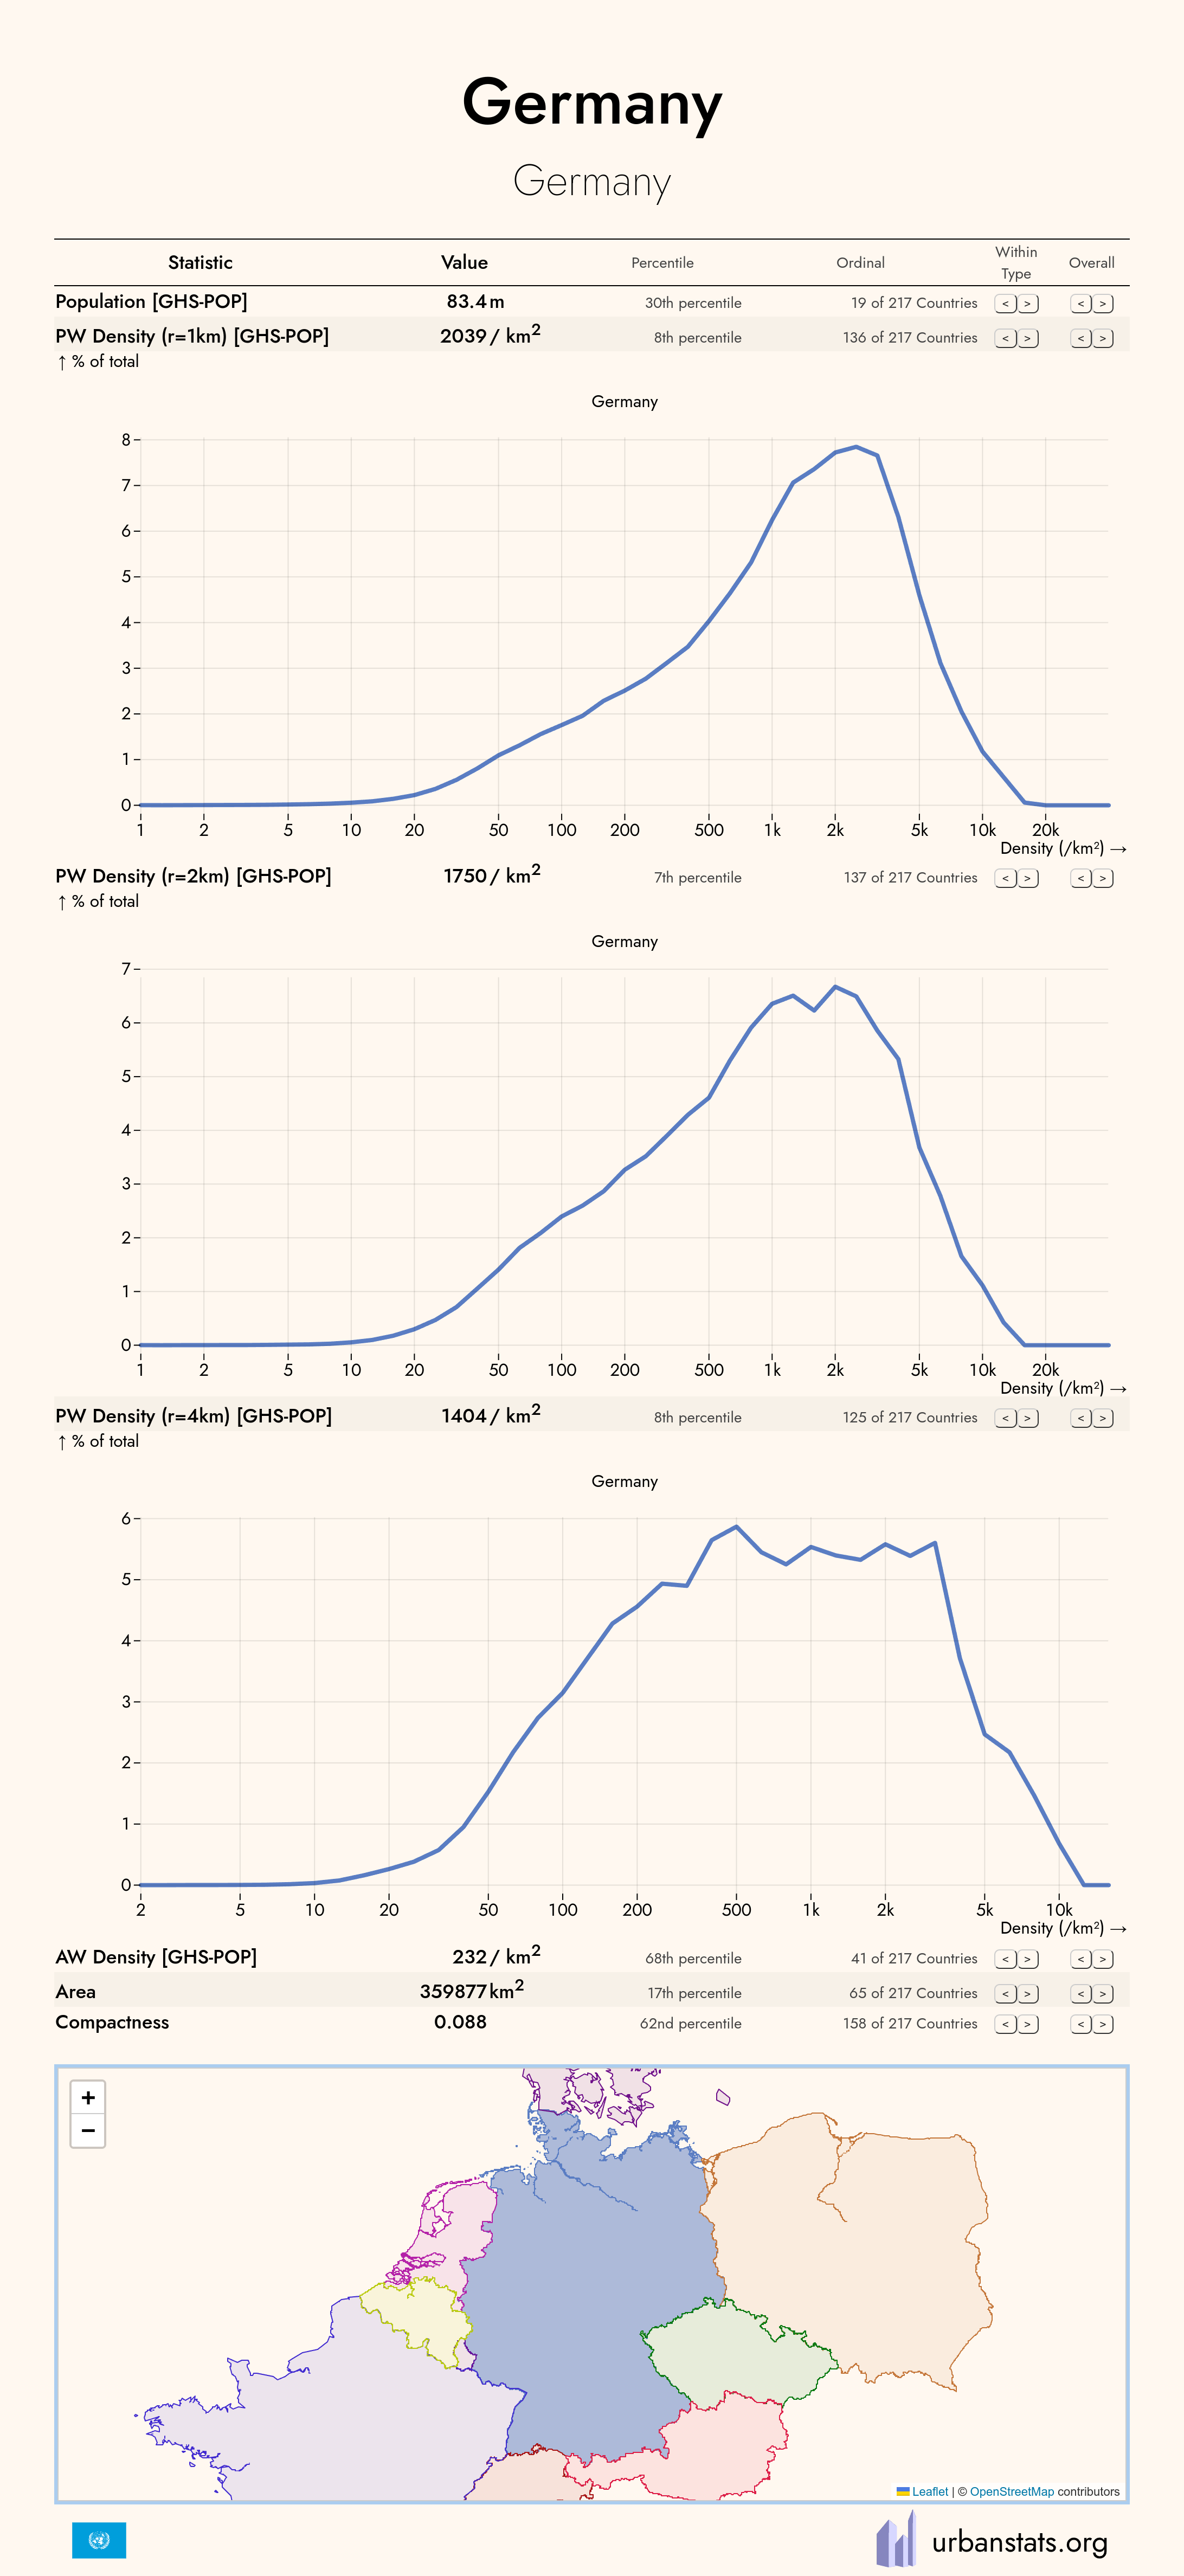 Germany
Germany
Statistic Value Percentile Ordinal Within Type Overall
Population [GHS-POP] 83.4m 30th percentile 19 of 217 Countries < > < >
PW Density (r=1km) [GHS-POP] 2039/ km² 8th percentile 136 of 217 Countries < > < >
↑ % of total
Germany
8
7
6
5
4
3
2
1
0
1 2 5 10 20 50 100 200 500 1k 2k 5k 10k 20k
Density (/km²) →
PW Density (r=2km) [GHS-POP] 1750/ km² 7th percentile 137 of 217 Countries < > < >
↑ % of total
Germany
7
6
5
4
3
2
1
0
1 2 5 10 20 50 100 200 500 1k 2k 5k 10k 20k
Density (/km²) →
PW Density (r=4km) [GHS-POP] 1404/ km² 8th percentile 125 of 217 Countries < > < >
↑ % of total
Germany
6
5
4
3
2
1
0
2 5 10 20 50 100 200 500 1k 2k 5k 10k
Density (/km²) →
AW Density [GHS-POP] 232/ km² 68th percentile 41 of 217 Countries < > < >
Area 359877km² 17th percentile 65 of 217 Countries < > < >
Compactness 0.088 62nd percentile 158 of 217 Countries < > < >
+
−
Leaflet | © OpenStreetMap contributors
urbanstats.org